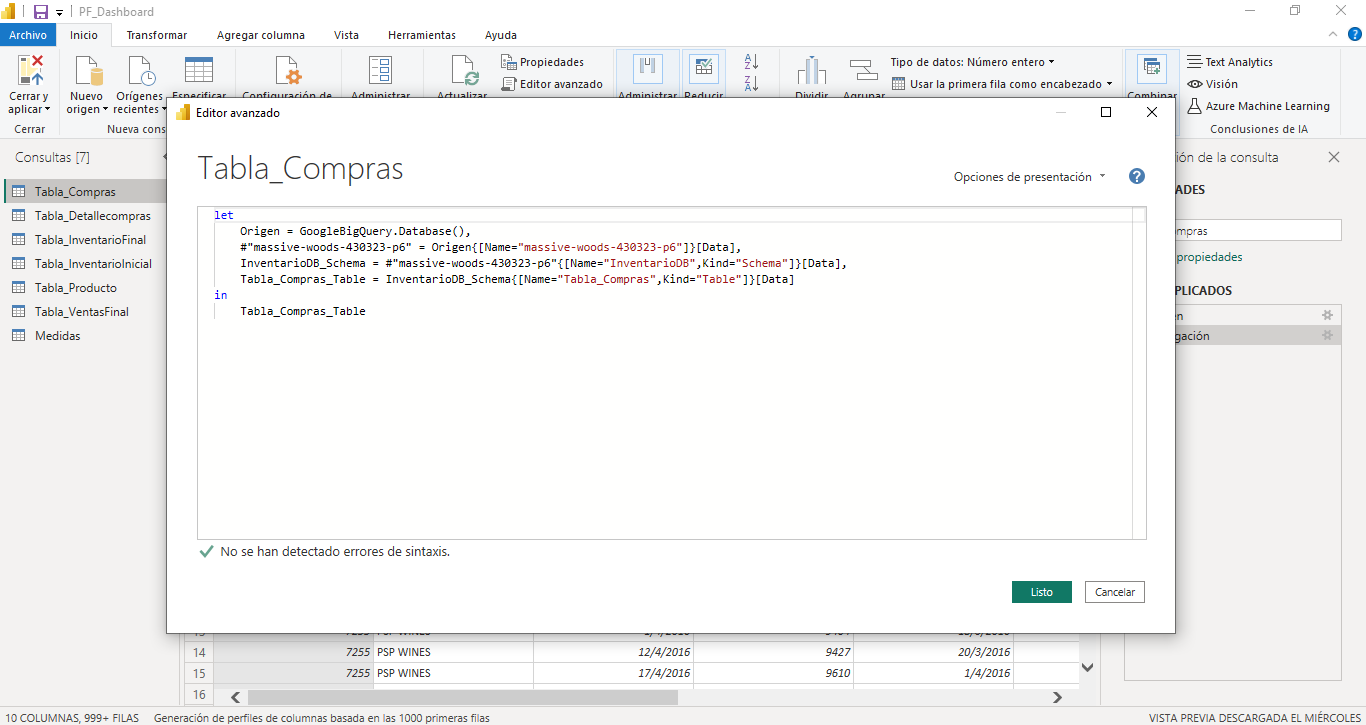 PF_Dashboard
Archivo Inicio Transformar Agregar columna Vista Herramientas Ayuda
Cerrar y aplicar
Cerrar
Nuevo origen
Orígenes recientes
Especificar
Nueva cons
Configuración de
Administrar
Actualizar
Propiedades
Editor avanzado
Administrar
Reducir
Dividir
Agrupar
Tipo de datos: Número entero
Usar la primera fila como encabezado
Combinar
Text Analytics
Visión
Azure Machine Learning
Conclusiones de IA
Consultas [7]
Tabla_Compras
Tabla_Detallecompras
Tabla_InventarioFinal
Tabla_InventarioInicial
Tabla_Producto
Tabla_VentasFinal
Medidas
Editor avanzado
Tabla_Compras
Opciones de presentación
let
Origen = GoogleBigQuery.Database(),
#"massive-woods-430323-p6" = Origen{[Name="massive-woods-430323-p6"]}[Data],
InventarioDB_Schema = #"massive-woods-430323-p6"{[Name="InventarioDB",Kind="Schema"]}[Data],
Tabla_Compras_Table = InventarioDB_Schema{[Name="Tabla_Compras",Kind="Table"]}[Data]
in
Tabla_Compras_Table
No se han detectado errores de sintaxis.
Listo Cancelar
ión de la consulta
ADES
ompras
propiedades
PLICADOS
en
gación
14 7255 PSP WINES 12/4/2016 9427 20/3/2016
15 7255 PSP WINES 17/4/2016 9610 1/4/2016
16
10 COLUMNAS, 999+ FILAS Generación de perfiles de columnas basada en las 1000 primeras filas VISTA PREVIA DESCARGADA EL MIÉRCOLES